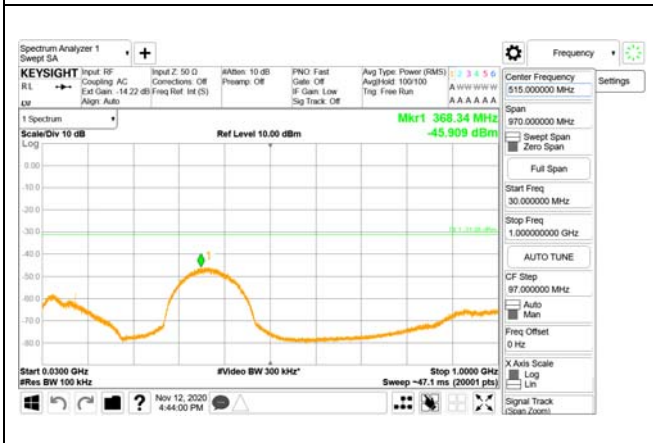 Spectrum Analyzer 1
Swept SA
+
Frequency
KEYSIGHT
RL
Input: RF
Coupling: AC
Ext Gain: -14.22 dB
Align: Auto
Input Z: 50 Ω
Corrections: Off
Freq Ref: Int (S)
#Atten: 10 dB
Preamp: Off
PNO: Fast
Gate: Off
IF Gain: Low
Sig Track: Off
Avg Type: Power (RMS)
Avg|Hold: 100/100
Trig: Free Run
1 2 3 4 5 6
A W W W W W
A A A A A A
1 Spectrum
Scale/Div 10 dB
Log
Ref Level 10.00 dBm
Mkr1 368.34 MHz
-45.909 dBm
0.00
-10.0
-20.0
-30.0
-40.0
-50.0
-60.0
-70.0
-80.0
1
Start 0.0300 GHz
#Res BW 100 kHz
#Video BW 300 kHz*
Stop 1.0000 GHz
Sweep ~47.1 ms (20001 pts)
Nov 12, 2020
4:44:00 PM
?
Center Frequency
515.000000 MHz
Settings
Span
970.000000 MHz
Swept Span
Zero Span
Full Span
Start Freq
30.000000 MHz
Stop Freq
1.000000000 GHz
AUTO TUNE
CF Step
97.000000 MHz
Auto
Man
Freq Offset
0 Hz
X Axis Scale
Log
Lin
Signal Track
(Span Zoom)